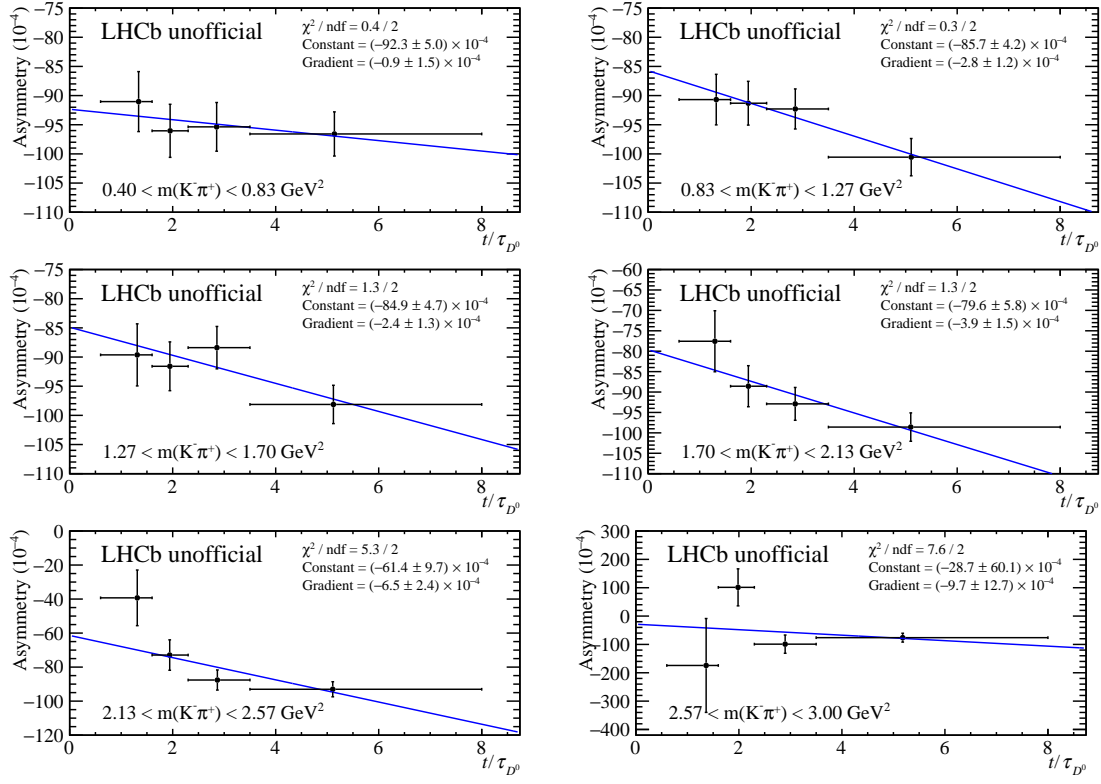 LHCb unofficial
χ² / ndf = 0.4 / 2
Constant = (−92.3 ± 5.0) × 10⁻⁴
Gradient = (−0.9 ± 1.5) × 10⁻⁴
Asymmetry (10⁻⁴)
−75
−80
−85
−90
−95
−100
−105
−110
0.40 < m(K⁻π⁺) < 0.83 GeV²
0 2 4 6 8
t/τ_D⁰
LHCb unofficial
χ² / ndf = 0.3 / 2
Constant = (−85.7 ± 4.2) × 10⁻⁴
Gradient = (−2.8 ± 1.2) × 10⁻⁴
Asymmetry (10⁻⁴)
−75
−80
−85
−90
−95
−100
−105
−110
0.83 < m(K⁻π⁺) < 1.27 GeV²
0 2 4 6 8
t/τ_D⁰
LHCb unofficial
χ² / ndf = 1.3 / 2
Constant = (−84.9 ± 4.7) × 10⁻⁴
Gradient = (−2.4 ± 1.3) × 10⁻⁴
Asymmetry (10⁻⁴)
−75
−80
−85
−90
−95
−100
−105
−110
1.27 < m(K⁻π⁺) < 1.70 GeV²
0 2 4 6 8
t/τ_D⁰
LHCb unofficial
χ² / ndf = 1.3 / 2
Constant = (−79.6 ± 5.8) × 10⁻⁴
Gradient = (−3.9 ± 1.5) × 10⁻⁴
Asymmetry (10⁻⁴)
−60
−65
−70
−75
−80
−85
−90
−95
−100
−105
−110
1.70 < m(K⁻π⁺) < 2.13 GeV²
0 2 4 6 8
t/τ_D⁰
LHCb unofficial
χ² / ndf = 5.3 / 2
Constant = (−61.4 ± 9.7) × 10⁻⁴
Gradient = (−6.5 ± 2.4) × 10⁻⁴
Asymmetry (10⁻⁴)
0
−20
−40
−60
−80
−100
−120
2.13 < m(K⁻π⁺) < 2.57 GeV²
0 2 4 6 8
t/τ_D⁰
LHCb unofficial
χ² / ndf = 7.6 / 2
Constant = (−28.7 ± 60.1) × 10⁻⁴
Gradient = (−9.7 ± 12.7) × 10⁻⁴
Asymmetry (10⁻⁴)
300
200
100
0
−100
−200
−300
−400
2.57 < m(K⁻π⁺) < 3.00 GeV²
0 2 4 6 8
t/τ_D⁰